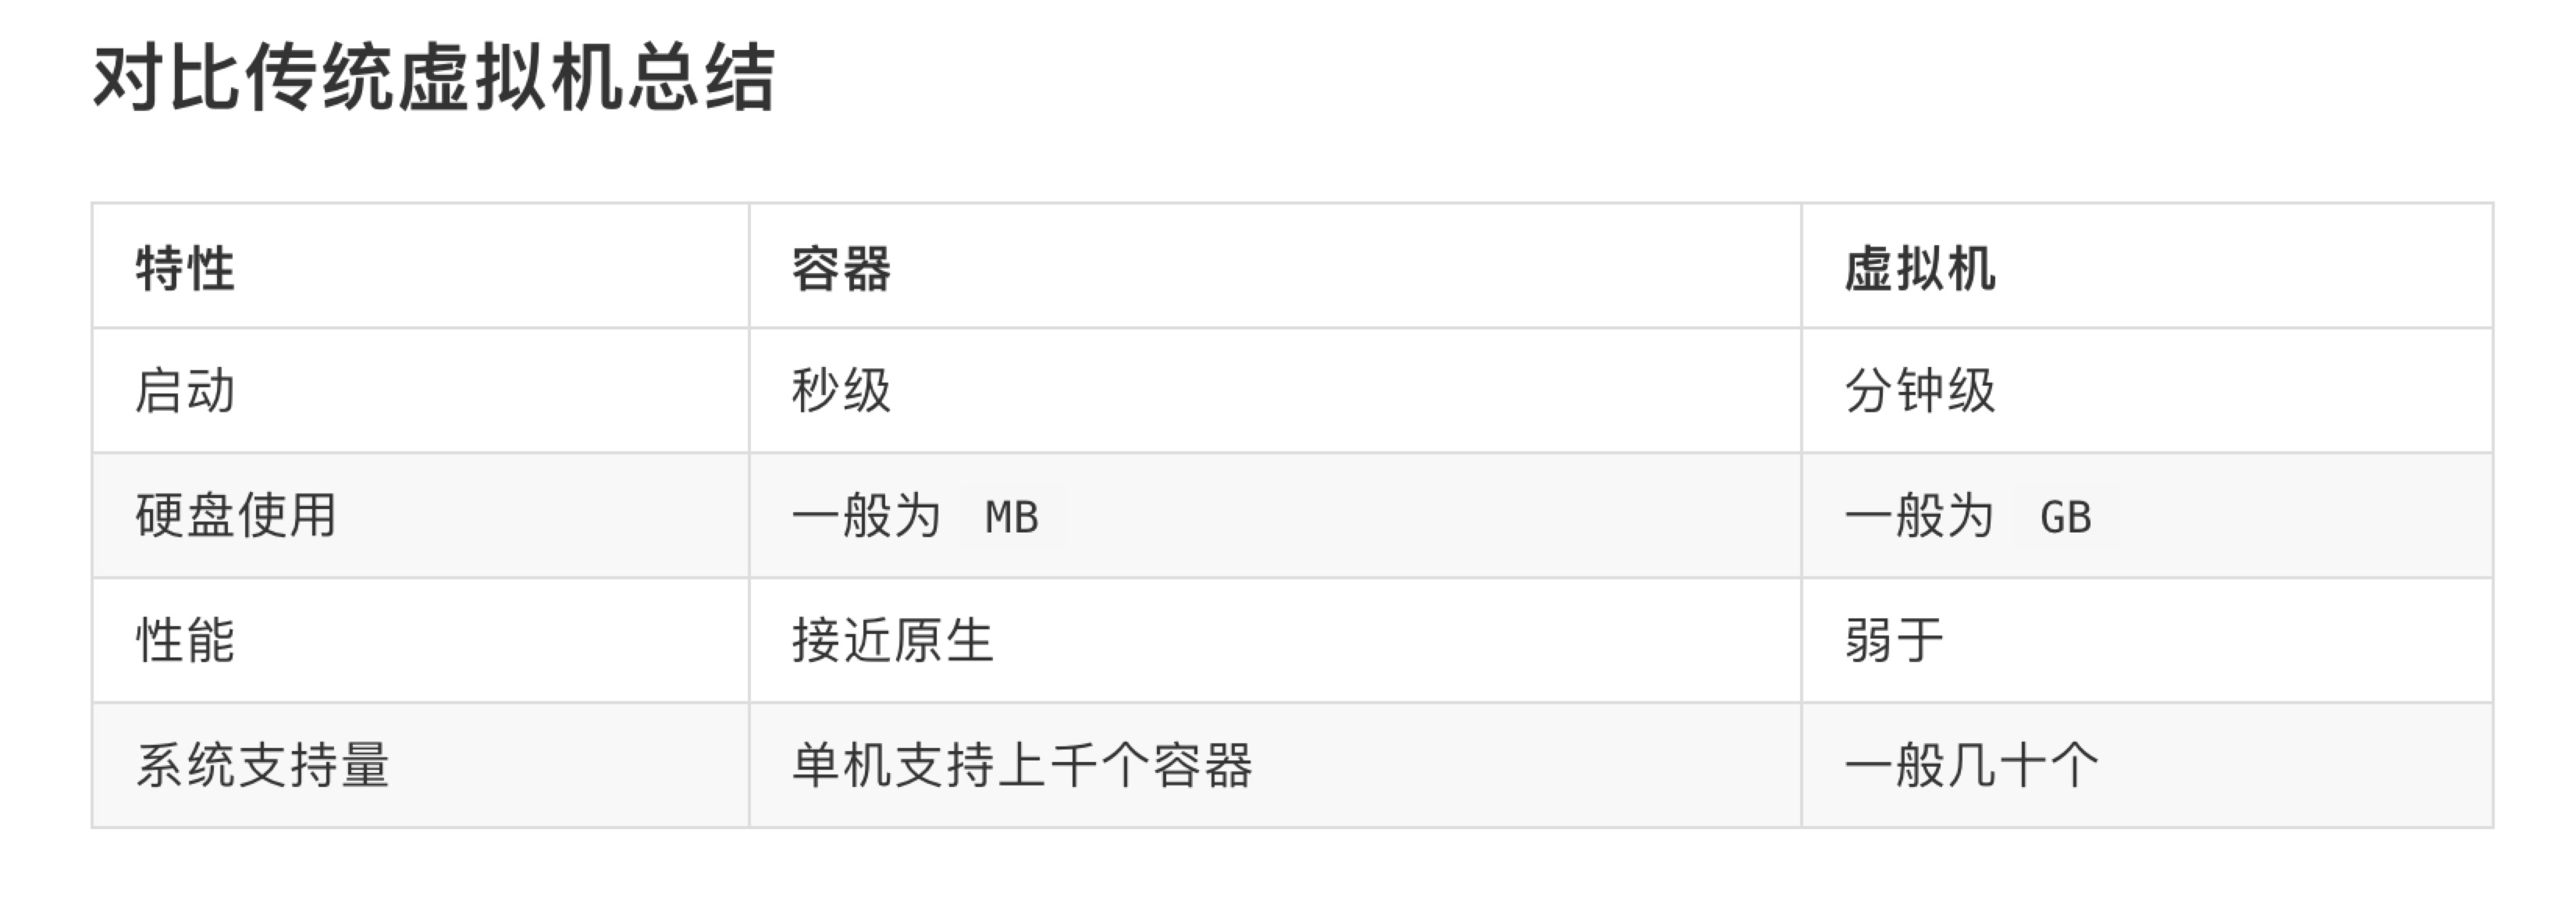 对比传统虚拟机总结
特性 容器 虚拟机
启动 秒级 分钟级
硬盘使用 一般为 MB 一般为 GB
性能 接近原生 弱于
系统支持量 单机支持上千个容器 一般几十个